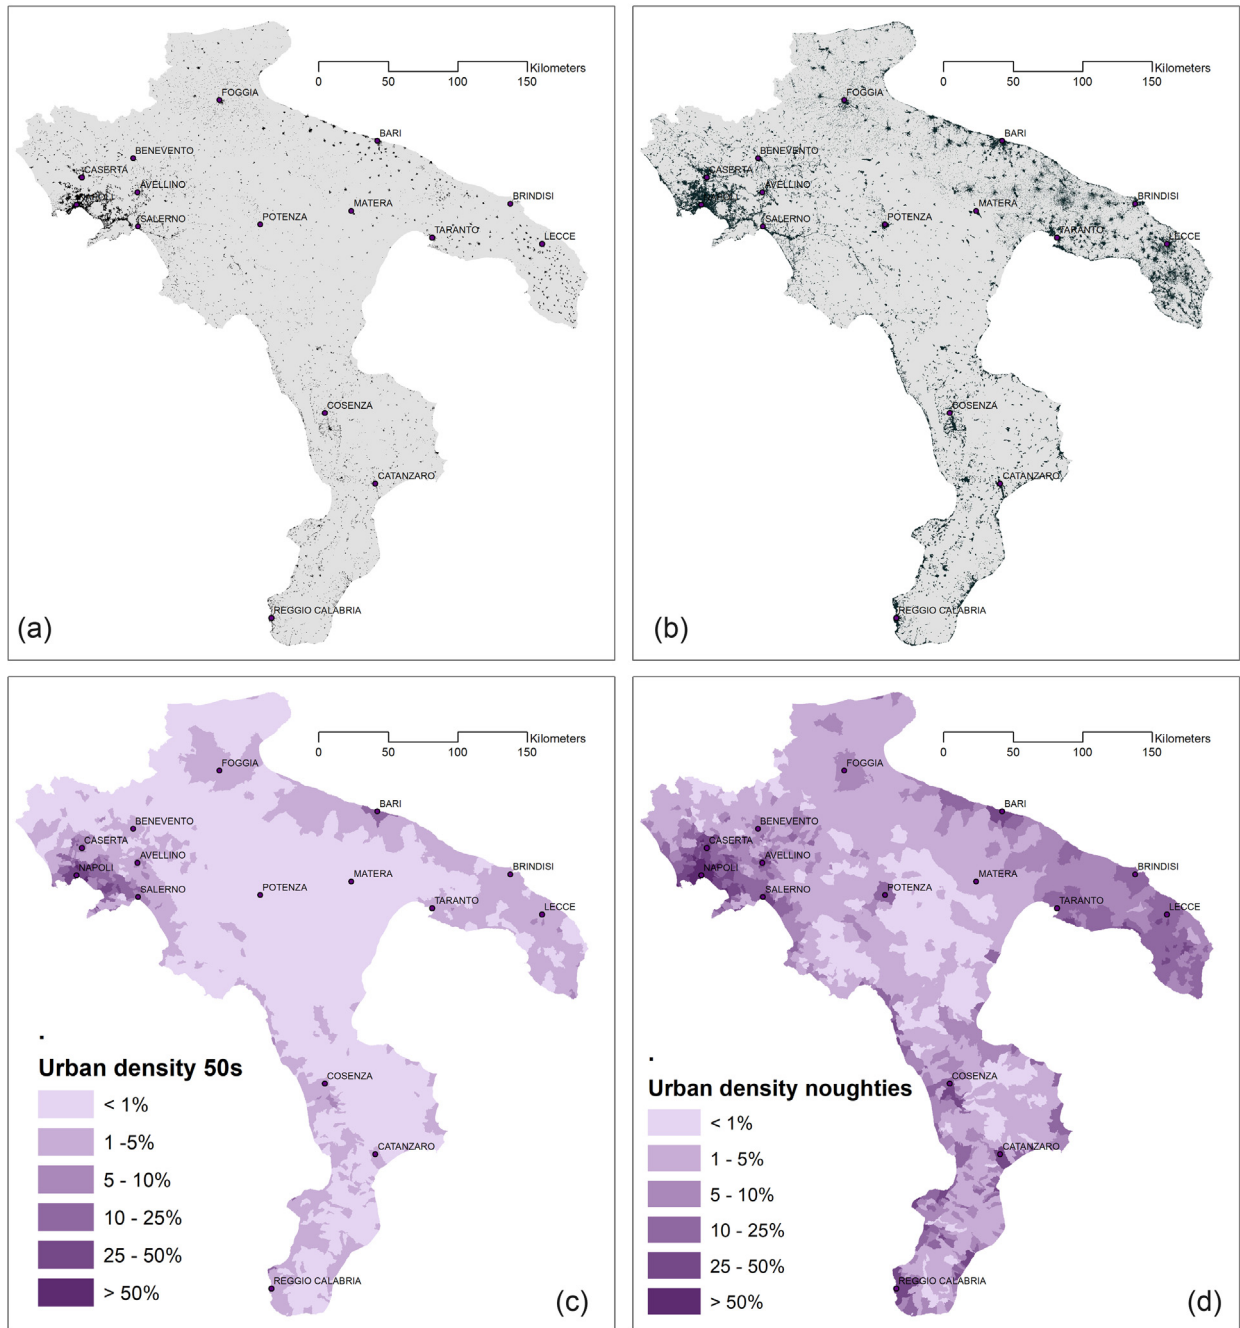 Kilometers
0 50 100 150
FOGGIA
BARI
BENEVENTO
CASERTA
AVELLINO
BRINDISI
MATERA
SALERNO
POTENZA
TARANTO
LECCE
COSENZA
CATANZARO
REGGIO CALABRIA
(a)
Kilometers
0 50 100 150
FOGGIA
BARI
BENEVENTO
CASERTA
AVELLINO
BRINDISI
MATERA
SALERNO
POTENZA
TARANTO
LECCE
COSENZA
CATANZARO
REGGIO CALABRIA
(b)
Kilometers
0 50 100 150
FOGGIA
BARI
BENEVENTO
CASERTA
AVELLINO
NAPOLI
BRINDISI
MATERA
SALERNO
POTENZA
TARANTO
LECCE
COSENZA
CATANZARO
REGGIO CALABRIA
Urban density 50s
< 1%
1 -5%
5 - 10%
10 - 25%
25 - 50%
> 50%
(c)
Kilometers
0 50 100 150
FOGGIA
BARI
BENEVENTO
CASERTA
AVELLINO
NAPOLI
BRINDISI
MATERA
SALERNO
POTENZA
TARANTO
LECCE
COSENZA
CATANZARO
REGGIO CALABRIA
Urban density noughties
< 1%
1 - 5%
5 - 10%
10 - 25%
25 - 50%
> 50%
(d)